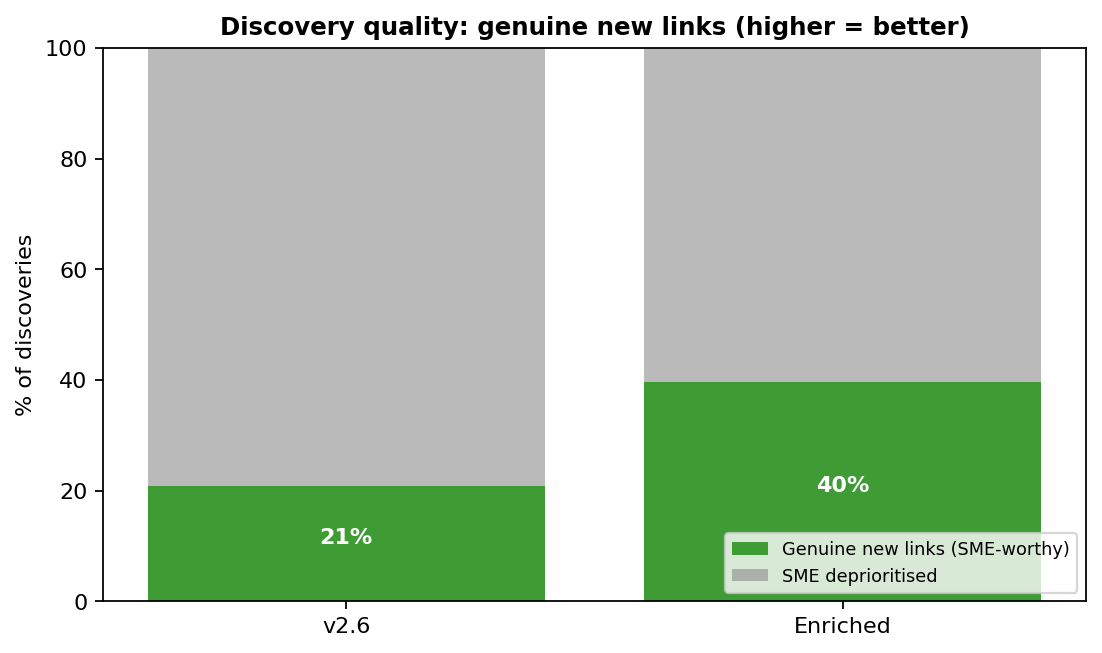 Discovery quality: genuine new links (higher = better)
100
80
60
40
20
0
% of discoveries
21%
40%
Genuine new links (SME-worthy)
SME deprioritised
v2.6
Enriched